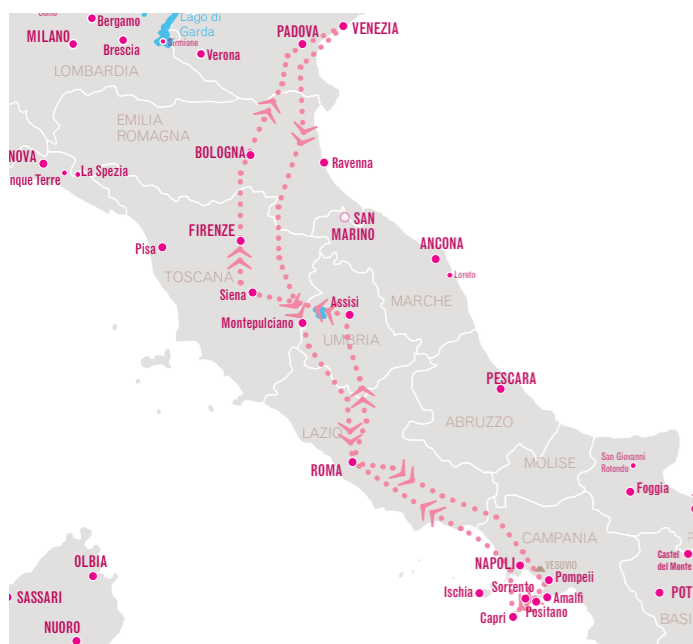 Como
Bergamo
Lago di
Garda
PADOVA
VENEZIA
MILANO
Brescia
Sirmione
Verona
LOMBARDIA
EMILIA
ROMAGNA
BOLOGNA
NOVA
nque Terre
La Spezia
Ravenna
FIRENZE
SAN
MARINO
Pisa
ANCONA
Loreto
TOSCANA
Siena
Assisi
MARCHE
Montepulciano
UMBRIA
PESCARA
ABRUZZO
LAZIO
ROMA
MOLISE
San Giovanni
Rotondo
Foggia
CAMPANIA
NAPOLI
VESUVIO
Pompeii
Castel
del Monte
OLBIA
Ischia
Sorrento
Amalfi
Positano
Capri
SASSARI
POT
BASI
NUORO